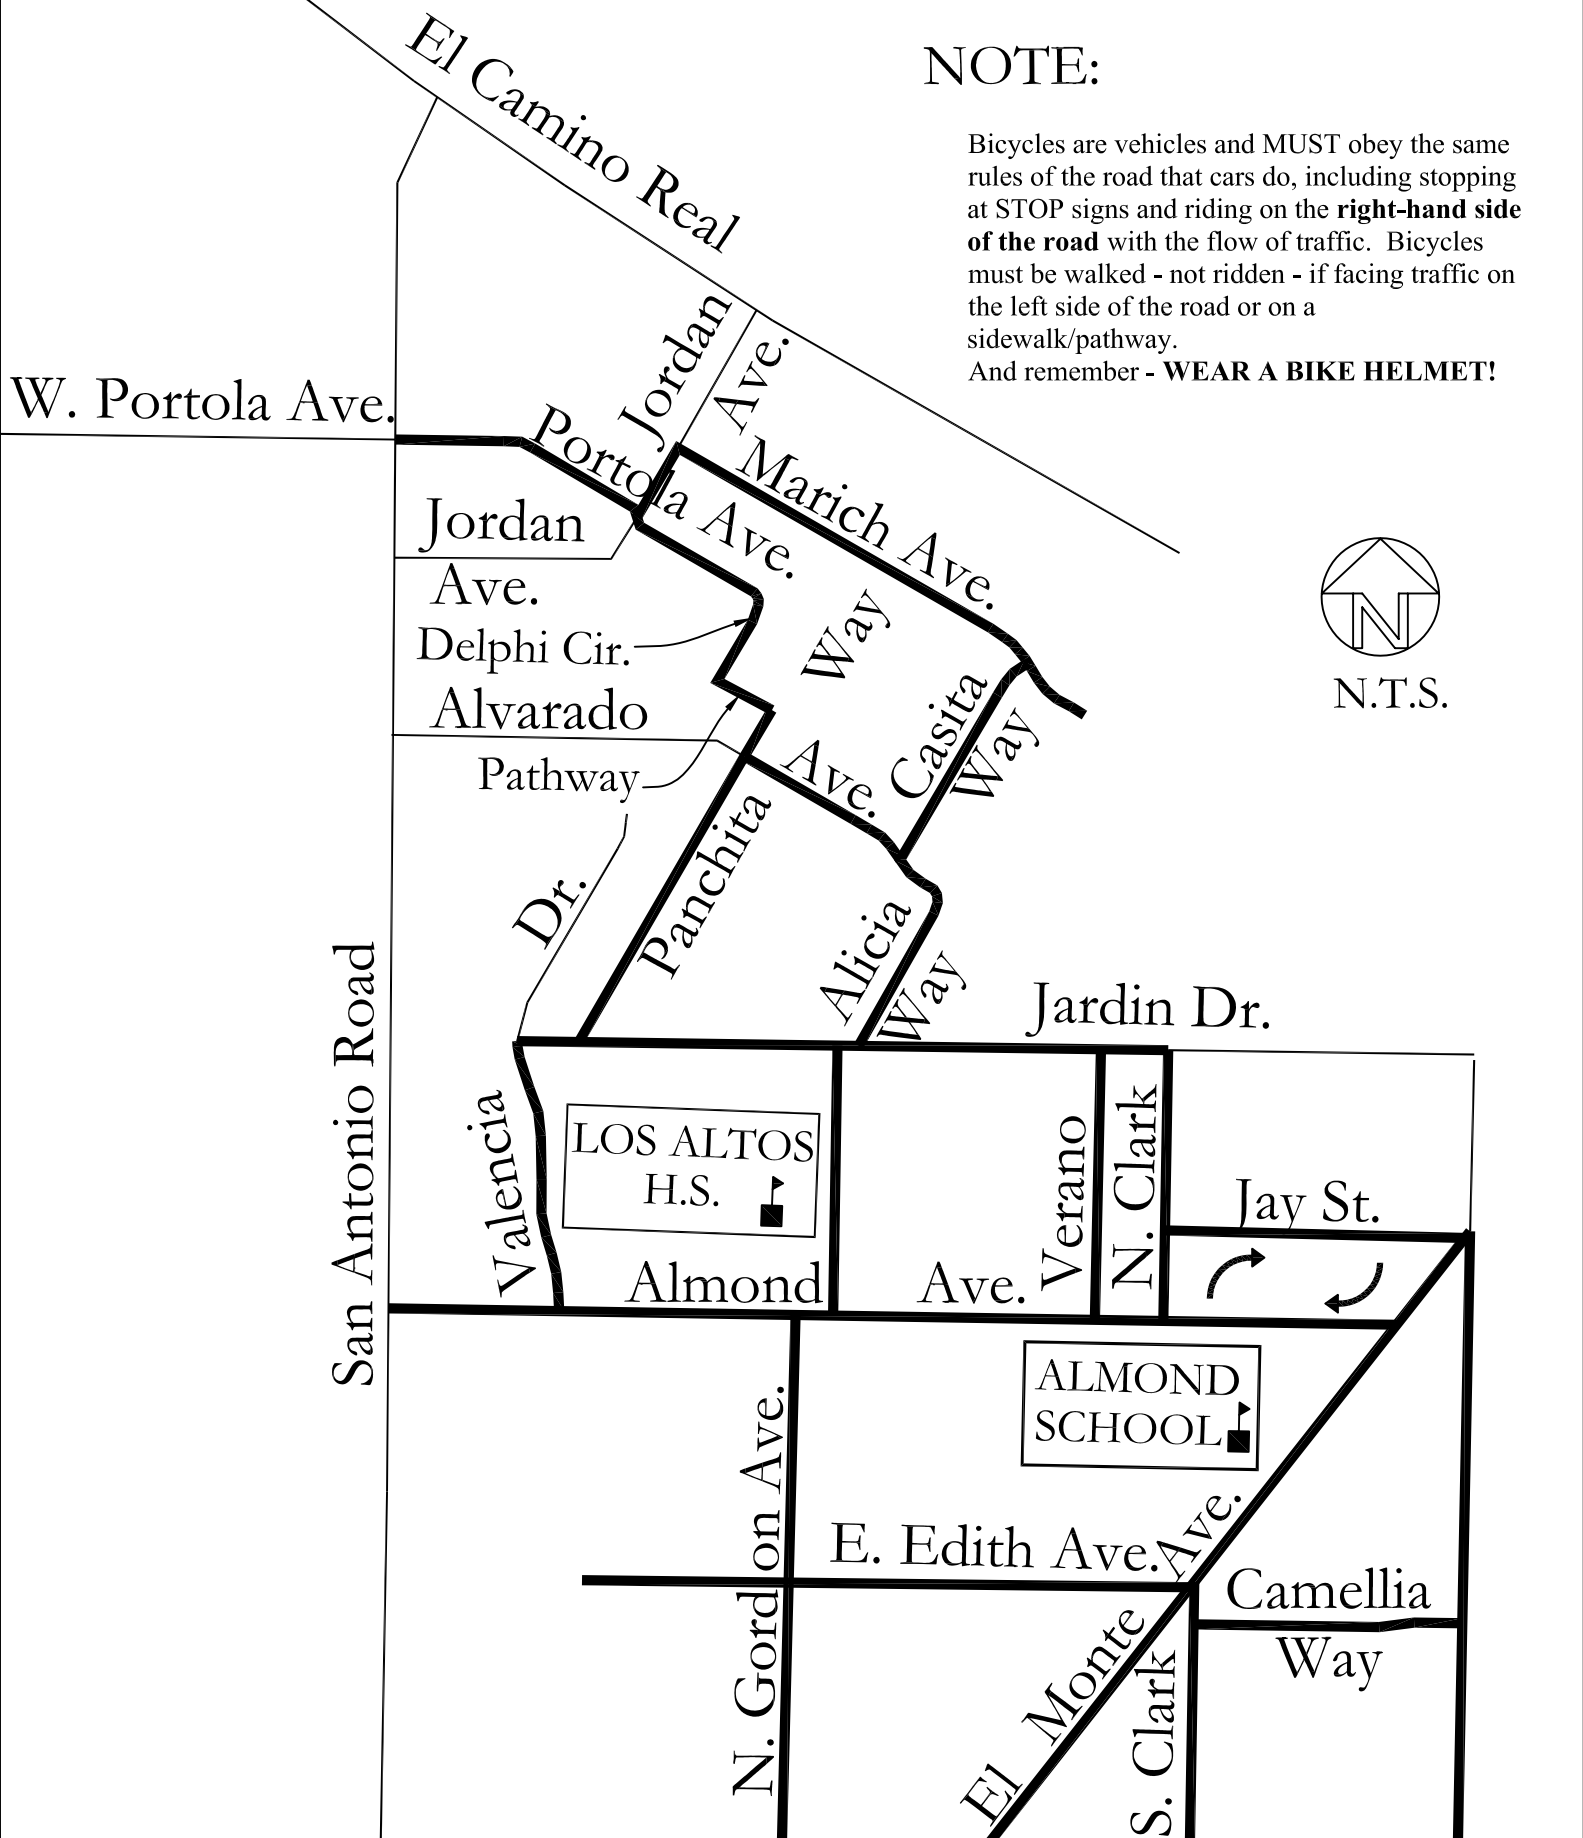 El Camino Real
NOTE:
Bicycles are vehicles and MUST obey the same
rules of the road that cars do, including stopping
at STOP signs and riding on the right-hand side
of the road with the flow of traffic.  Bicycles
must be walked - not ridden - if facing traffic on
the left side of the road or on a
sidewalk/pathway.
And remember - WEAR A BIKE HELMET!
Jordan
Ave.
W. Portola Ave.
Portola Ave.
Marich Ave.
Jordan
Ave.
Delphi Cir.
Way
N
N.T.S.
Alvarado
Ave.
Casita
Way
Pathway
Panchita
Dr.
Alicia
Way
San Antonio Road
Jardin Dr.
Valencia
LOS ALTOS
H.S.
Verano
N. Clark
Jay St.
Almond
Ave.
ALMOND
SCHOOL
N. Gordon Ave.
E. Edith Ave.
El Monte
Ave.
Camellia
Way
S. Clark